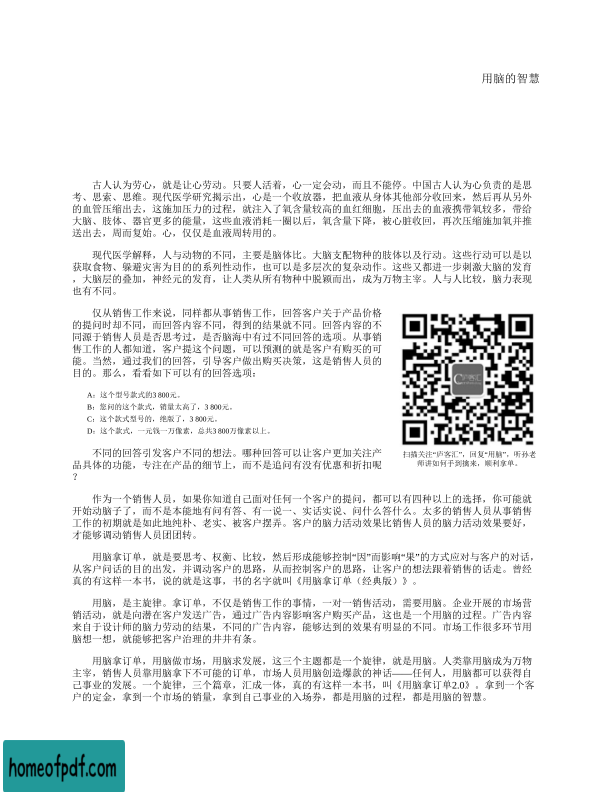 用脑的智慧
古人认为劳心，就是让心劳动。只要人活着，心一定会动，而且不能停。中国古人认为心负责的是思
考、思索、思维。现代医学研究揭示出，心是一个收放器，把血液从身体其他部分收回来，然后再从另外
的血管压缩出去，这施加压力的过程，就注入了氧含量较高的血红细胞，压出去的血液携带氧较多，带给
大脑、肢体、器官更多的能量，这些血液消耗一圈以后，氧含量下降，被心脏收回，再次压缩施加氧并推
送出去，周而复始。心，仅仅是血液周转用的。
现代医学解释，人与动物的不同，主要是脑体比。大脑支配物种的肢体以及行动。这些行动可以是以
获取食物、躲避灾害为目的的系列性动作，也可以是多层次的复杂动作。这些又都进一步刺激大脑的发育
，大脑层的叠加，神经元的发育，让人类从所有物种中脱颖而出，成为万物主宰。人与人比较，脑力表现
也有不同。
仅从销售工作来说，同样都从事销售工作，回答客户关于产品价格
的提问时却不同，而回答内容不同，得到的结果就不同。回答内容的不
同源于销售人员是否思考过，是否脑海中有过不同回答的选项。从事销
售工作的人都知道，客户提这个问题，可以预测的就是客户有购买的可
能。当然，通过我们的回答，引导客户做出购买决策，这是销售人员的
目的。那么，看看如下可以有的回答选项：
A：这个型号款式的3 800元。
B：您问的这个款式，销量太高了，3 800元。
C：这个款式型号的，绝版了，3 800元。
D：这个款式，一元钱一万像素，总共3 800万像素以上。
C庐客汇
扫描关注“庐客汇”，回复“用脑”，听孙老
师讲如何手到擒来，顺利拿单。
不同的回答引发客户不同的想法。哪种回答可以让客户更加关注产
品具体的功能，专注在产品的细节上，而不是追问有没有优惠和折扣呢
？
作为一个销售人员，如果你知道自己面对任何一个客户的提问，都可以有四种以上的选择，你可能就
开始动脑子了，而不是本能地有问有答、有一说一、实话实说、问什么答什么。太多的销售人员从事销售
工作的初期就是如此地纯朴、老实、被客户摆弄。客户的脑力活动效果比销售人员的脑力活动效果要好，
才能够调动销售人员团团转。
用脑拿订单，就是要思考、权衡、比较，然后形成能够控制“因”而影响“果”的方式应对与客户的对话，
从客户问话的目的出发，并调动客户的思路，从而控制客户的思路，让客户的想法跟着销售的话走。曾经
真的有这样一本书，说的就是这事，书的名字就叫《用脑拿订单（经典版）》。
用脑，是主旋律。拿订单，不仅是销售工作的事情，一对一销售活动，需要用脑。企业开展的市场营
销活动，就是向潜在客户发送广告，通过广告内容影响客户购买产品，这也是一个用脑的过程。广告内容
来自于设计师的脑力劳动的结果，不同的广告内容，能够达到的效果有明显的不同。市场工作很多环节用
脑想一想，就能够把客户治理的井井有条。
用脑拿订单，用脑做市场，用脑求发展，这三个主题都是一个旋律，就是用脑。人类靠用脑成为万物
主宰，销售人员靠用脑拿下不可能的订单，市场人员用脑创造爆款的神话——任何人，用脑都可以获得自
己事业的发展。一个旋律，三个篇章，汇成一体，真的有这样一本书，叫《用脑拿订单2.0》。拿到一个客
户的定金，拿到一个市场的销量，拿到自己事业的入场券，都是用脑的过程，都是用脑的智慧。
homeofpdf.com